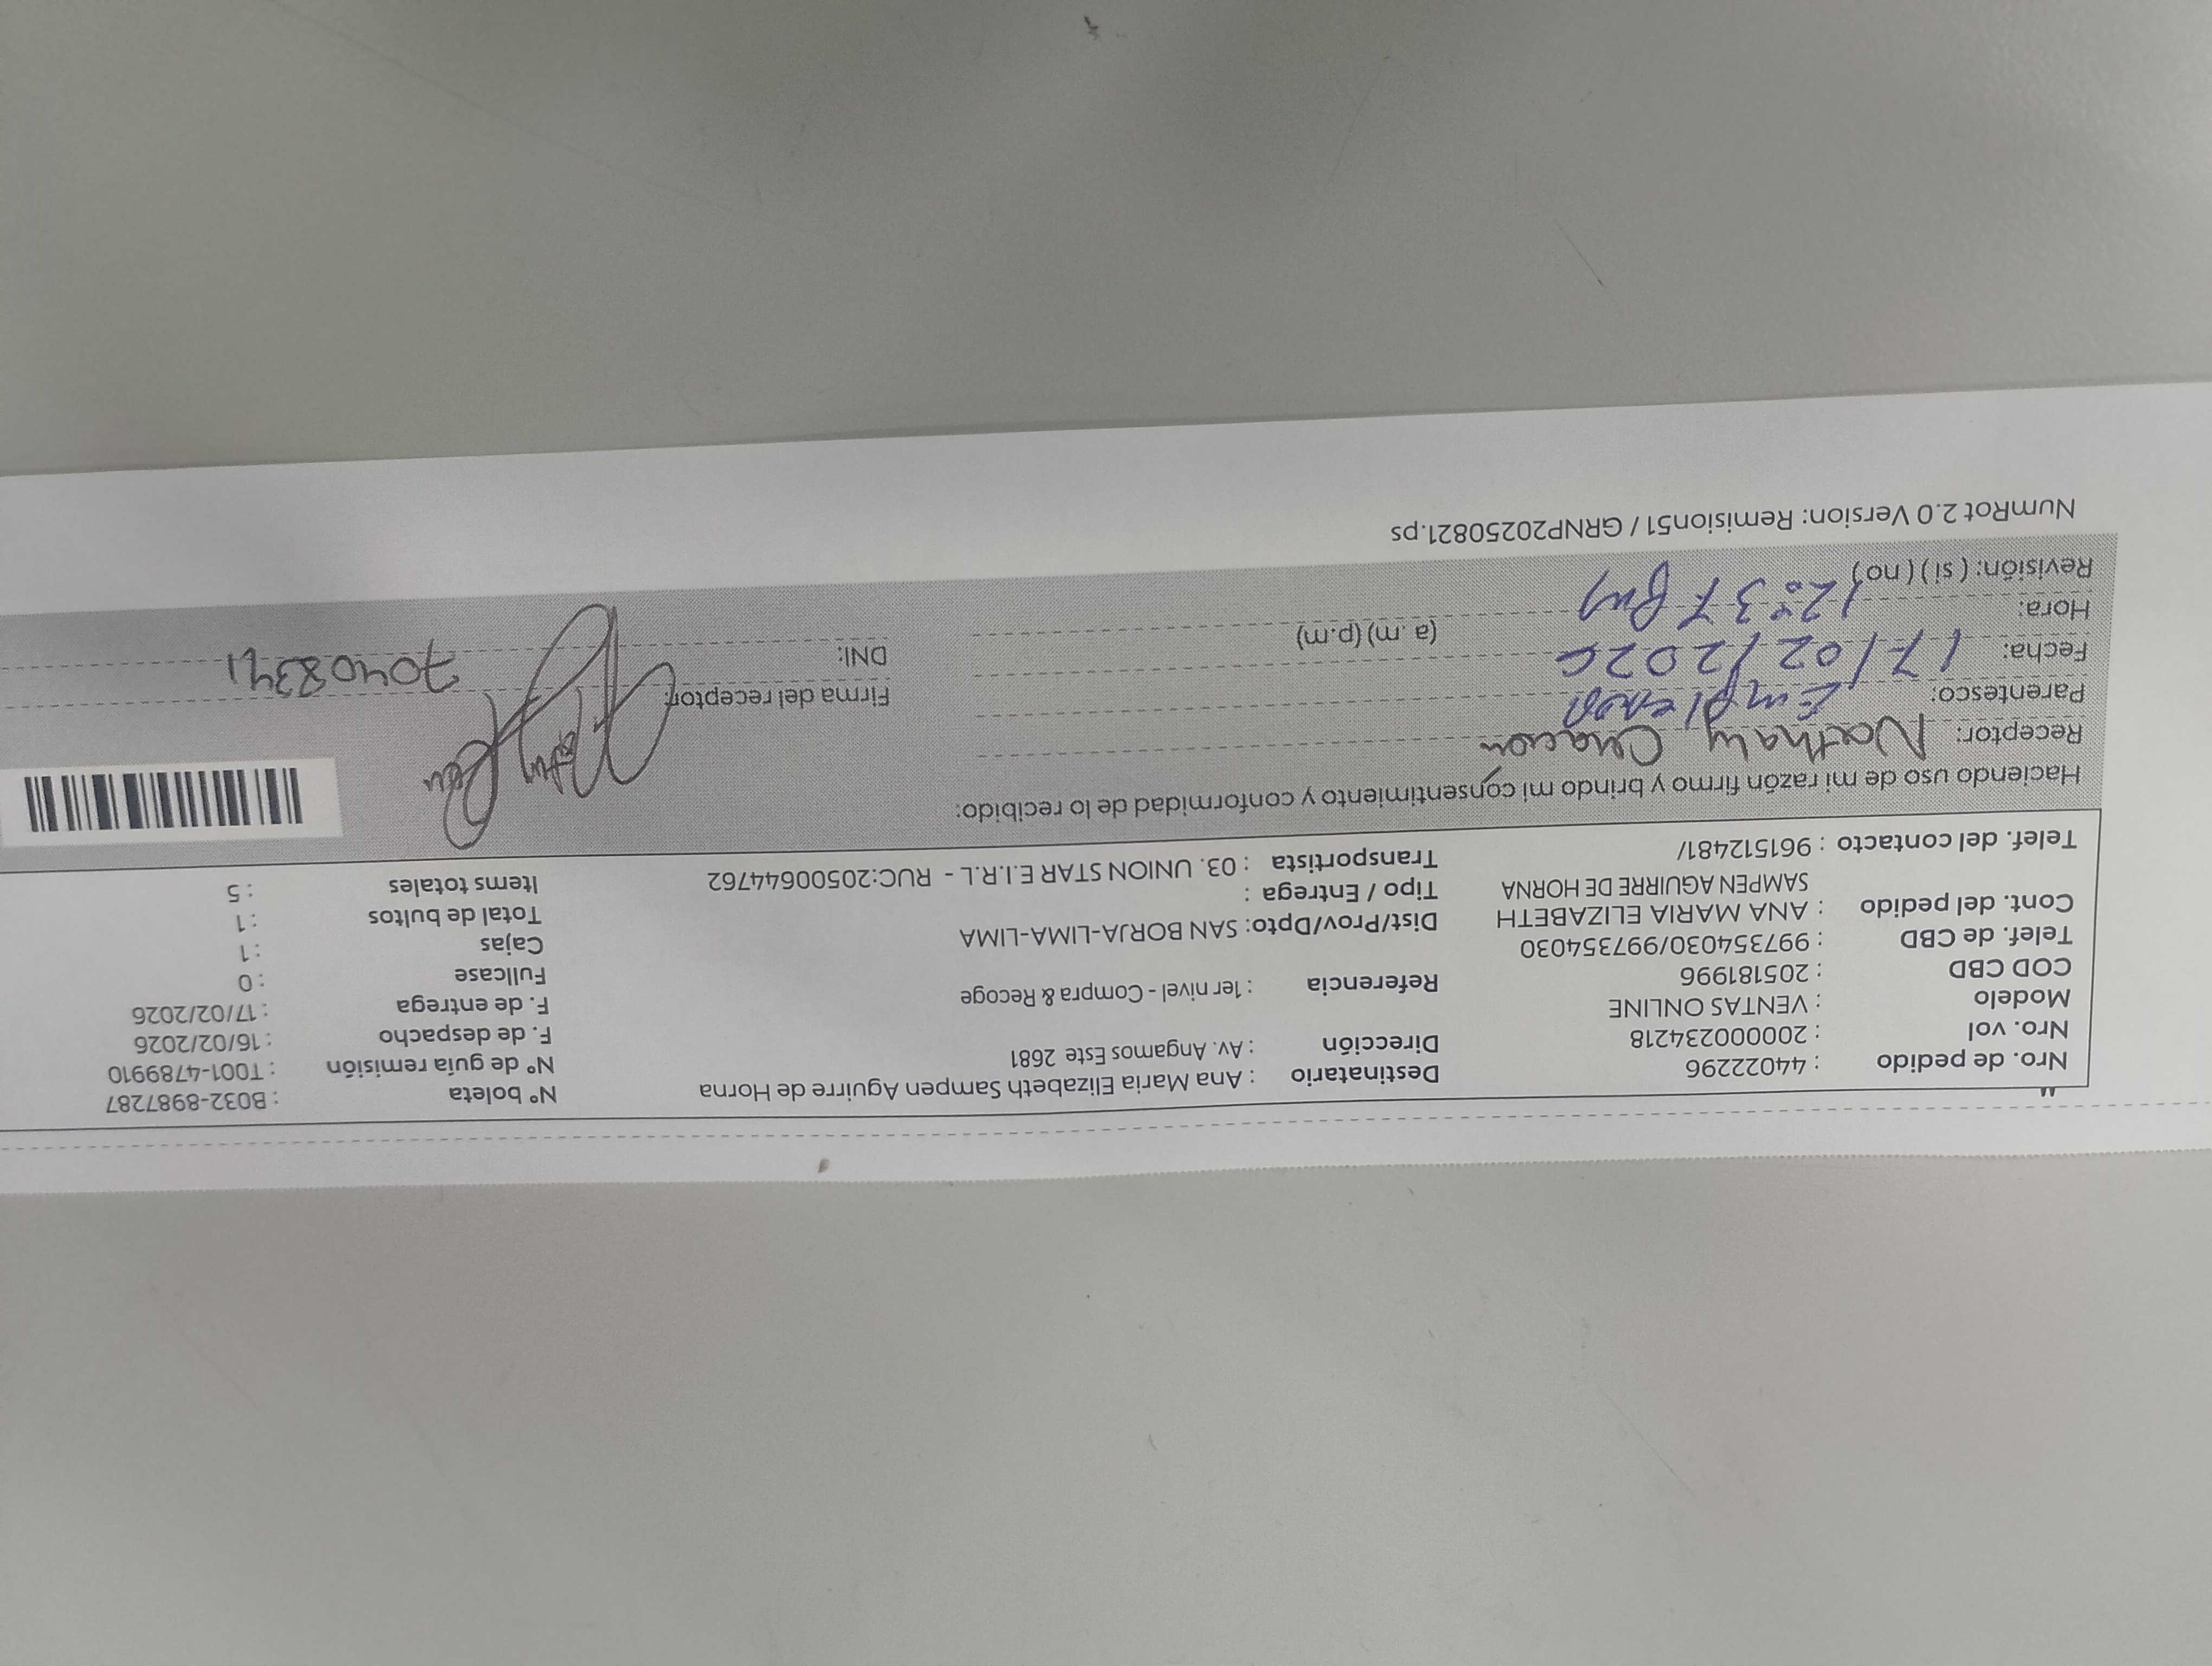 Nro. de pedido : 44022296
Nro. vol : 2000000234218
Modelo : VENTAS ONLINE
COD CBD : 205181996
Telef. de CBD : 997354030/997354030
Cont. del pedido : ANA MARIA ELIZABETH
SAMPEN AGUIRRE DE HORNA
Telef. del contacto : 961512481/
Destinatario : Ana Maria Elizabeth Sampen Aguirre de Horna
Dirección : Av. Angamos Este 2681
Referencia : 1er nivel - Compra & Recoge
Dist/Prov/Dpto: SAN BORJA-LIMA-LIMA
Tipo / Entrega :
Transportista : 03. UNION STAR E.I.R.L - RUC:20500644762
N° boleta : B032-8987287
N° de guía remisión : T001-4789910
F. de despacho : 16/02/2026
F. de entrega : 17/02/2026
Fullcase : 0
Cajas : 1
Total de bultos : 1
Items totales : 5
Haciendo uso de mi razón firmo y brindo mi consentimiento y conformidad de lo recibido:
Receptor: Nathaly Chacon
Parentesco:
Fecha: 17/02/2026
Hora: 12:37 pm (a.m) (p.m)
Revisión: ( si ) ( no )
Firma del receptor:
DNI: 70408341
NumRot 2.0 Version: Remision51 / GRNP20250821.ps